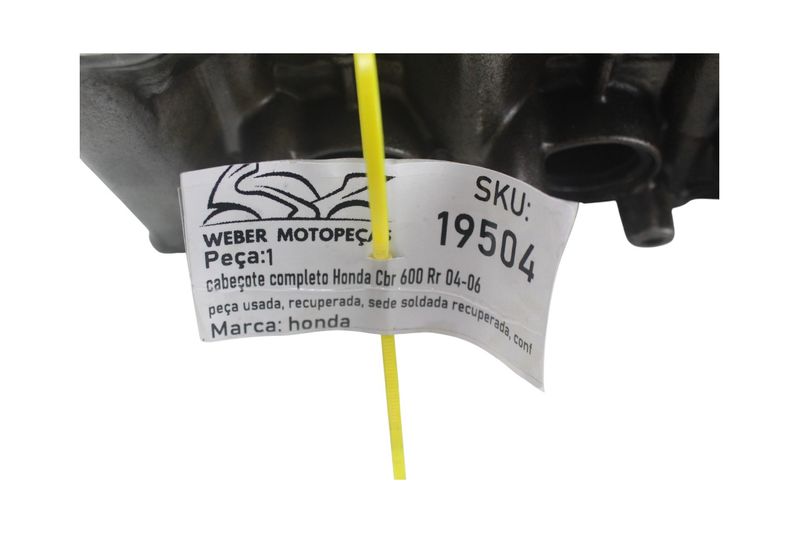 WEBER MOTOPEÇAS
SKU:
19504
Peça:1
cabeçote completo Honda Cbr 600 Rr 04-06
peça usada, recuperada, sede soldada recuperada, conf
Marca: honda